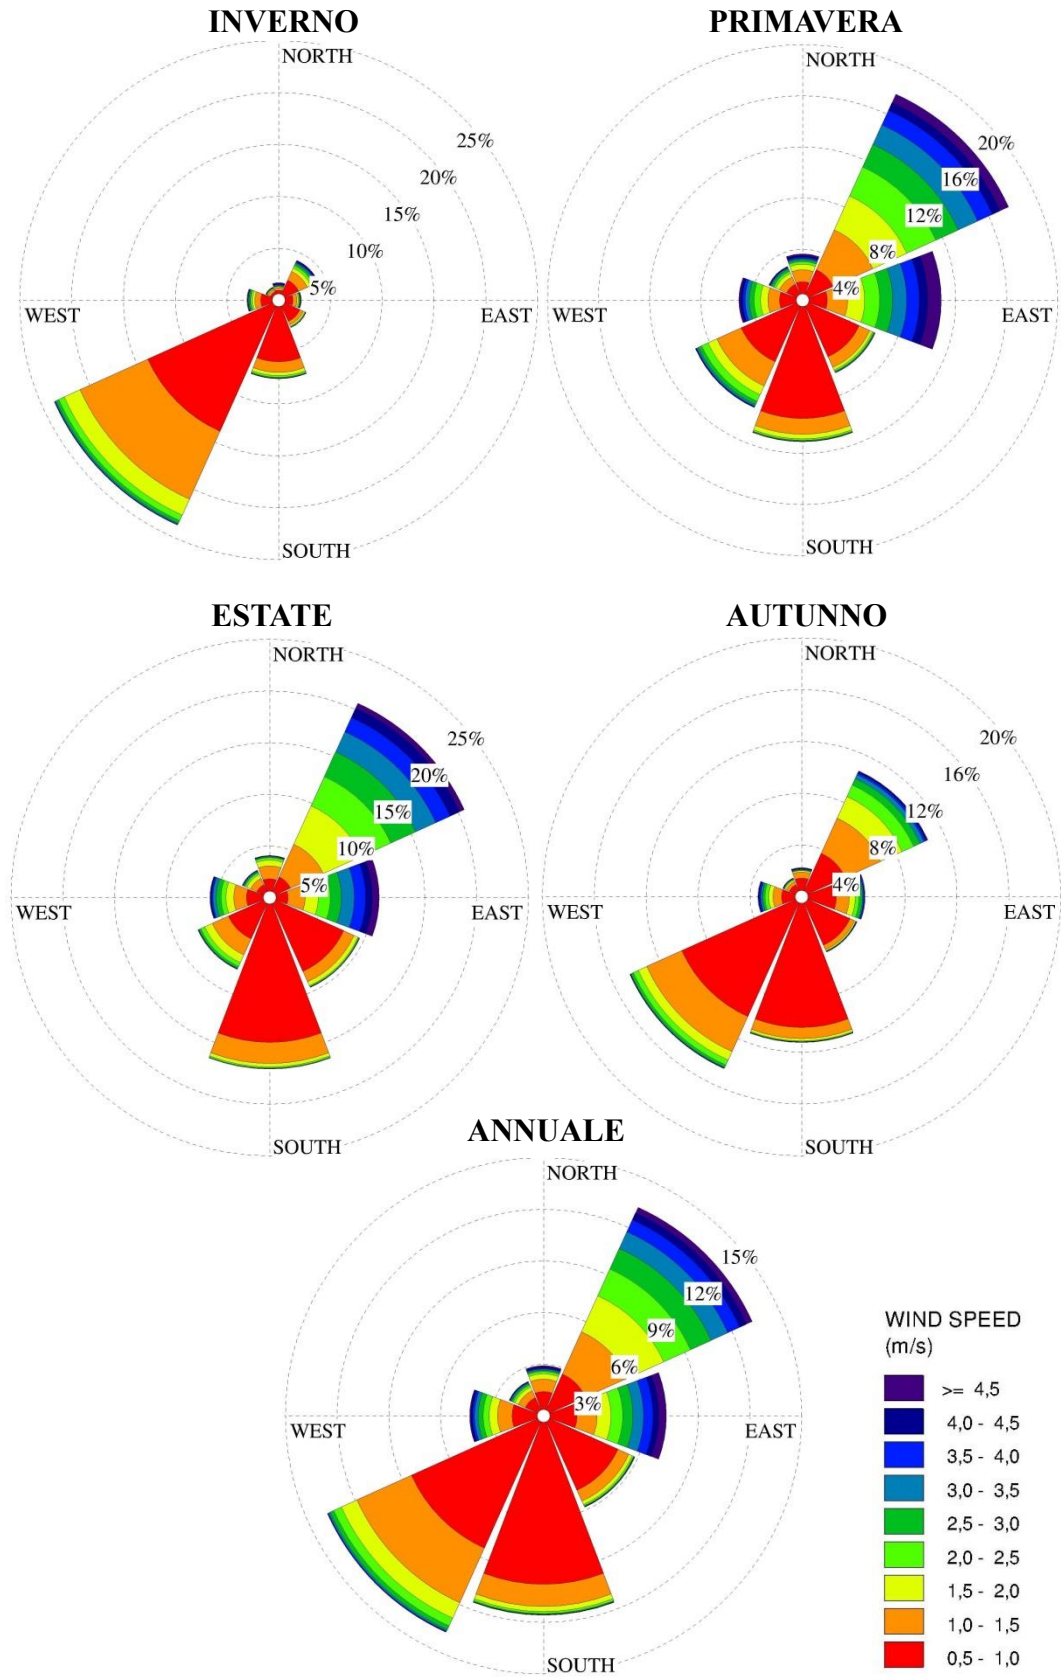 INVERNO
NORTH
25%
20%
15%
10%
5%
WEST
EAST
SOUTH
PRIMAVERA
NORTH
20%
16%
12%
8%
4%
WEST
EAST
SOUTH
ESTATE
NORTH
25%
20%
15%
10%
5%
WEST
EAST
SOUTH
AUTUNNO
NORTH
20%
16%
12%
8%
4%
WEST
EAST
SOUTH
ANNUALE
NORTH
15%
12%
9%
6%
3%
WEST
EAST
SOUTH
WIND SPEED
(m/s)
>= 4,5
4,0 - 4,5
3,5 - 4,0
3,0 - 3,5
2,5 - 3,0
2,0 - 2,5
1,5 - 2,0
1,0 - 1,5
0,5 - 1,0